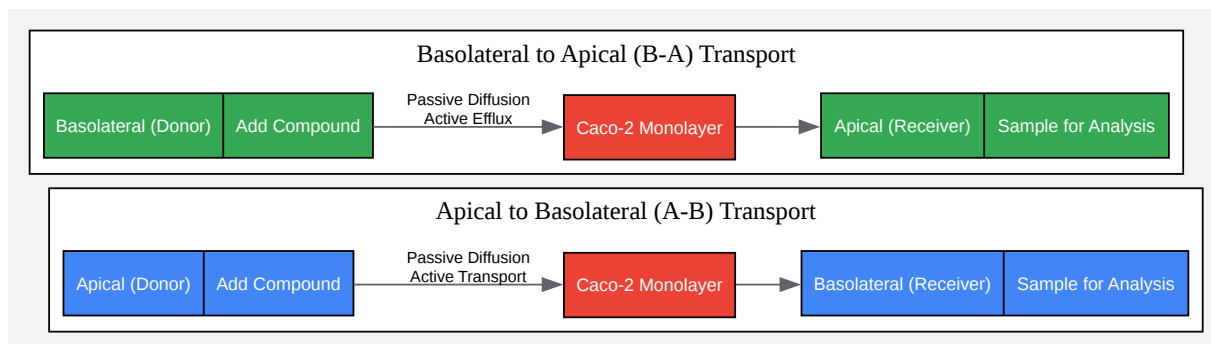 Basolateral to Apical (B-A) Transport
Basolateral (Donor)
Add Compound
Passive Diffusion
Active Efflux
Caco-2 Monolayer
Apical (Receiver)
Sample for Analysis
Apical to Basolateral (A-B) Transport
Apical (Donor)
Add Compound
Passive Diffusion
Active Transport
Caco-2 Monolayer
Basolateral (Receiver)
Sample for Analysis